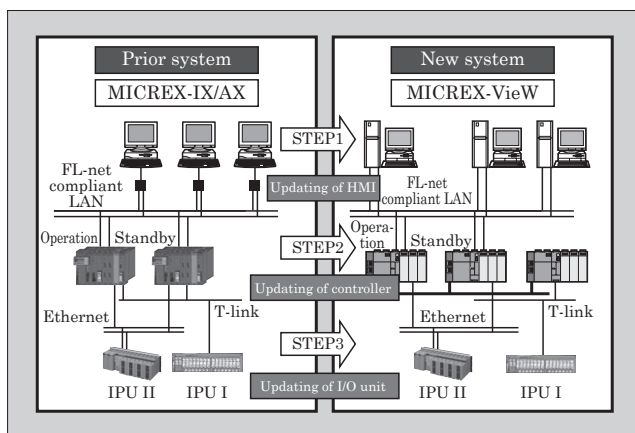 Prior system
MICREX-IX/AX
FL-net
compliant
LAN
Operation
Standby
Ethernet
T-link
IPU II
IPU I
STEP1
Updating of HMI
STEP2
Updating of controller
STEP3
Updating of I/O unit
New system
MICREX-VieW
FL-net
compliant LAN
Opera-
tion
Standby
Ethernet
T-link
IPU II
IPU I